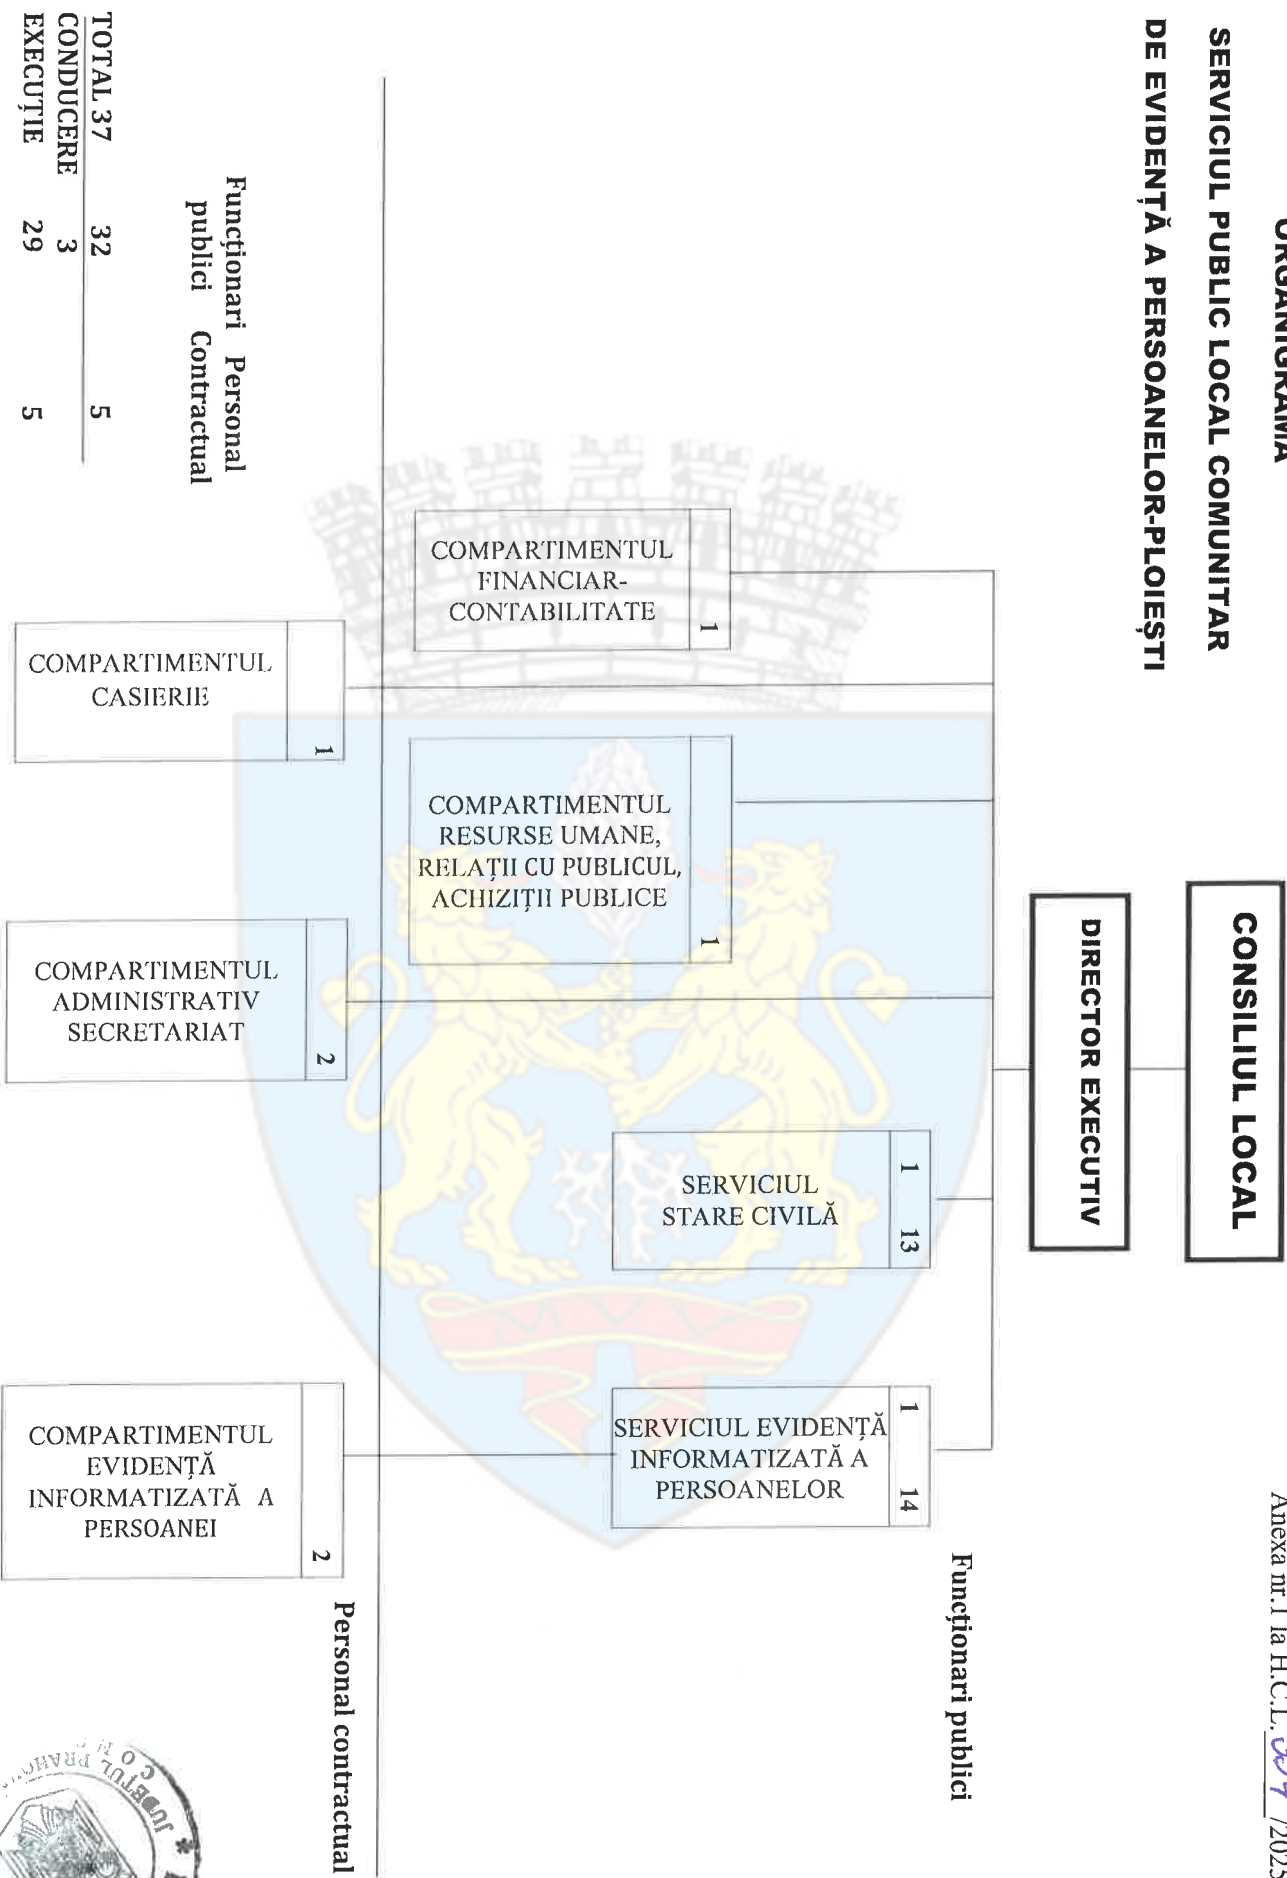 Anexa nr.1 la H.C.L. /2025
ORGANIGRAMA
SERVICIUL PUBLIC LOCAL COMUNITAR
DE EVIDENȚĂ A PERSOANELOR-PLOIEȘTI
CONSILIUL LOCAL
DIRECTOR EXECUTIV
Funcționari publici
1 13
SERVICIUL
STARE CIVILĂ
1 14
SERVICIUL EVIDENȚĂ
INFORMATIZATĂ A
PERSOANELOR
1
COMPARTIMENTUL
FINANCIAR-
CONTABILITATE
1
COMPARTIMENTUL
RESURSE UMANE,
RELAȚII CU PUBLICUL,
ACHIZIȚII PUBLICE
Personal contractual
1
COMPARTIMENTUL
CASIERIE
2
COMPARTIMENTUL
ADMINISTRATIV
SECRETARIAT
2
COMPARTIMENTUL
EVIDENȚĂ
INFORMATIZATĂ A
PERSOANEI
Funcționari Personal
publici Contractual
TOTAL 37 32 5
CONDUCERE 3
EXECUȚIE 29 5
MVV
JUDEȚUL